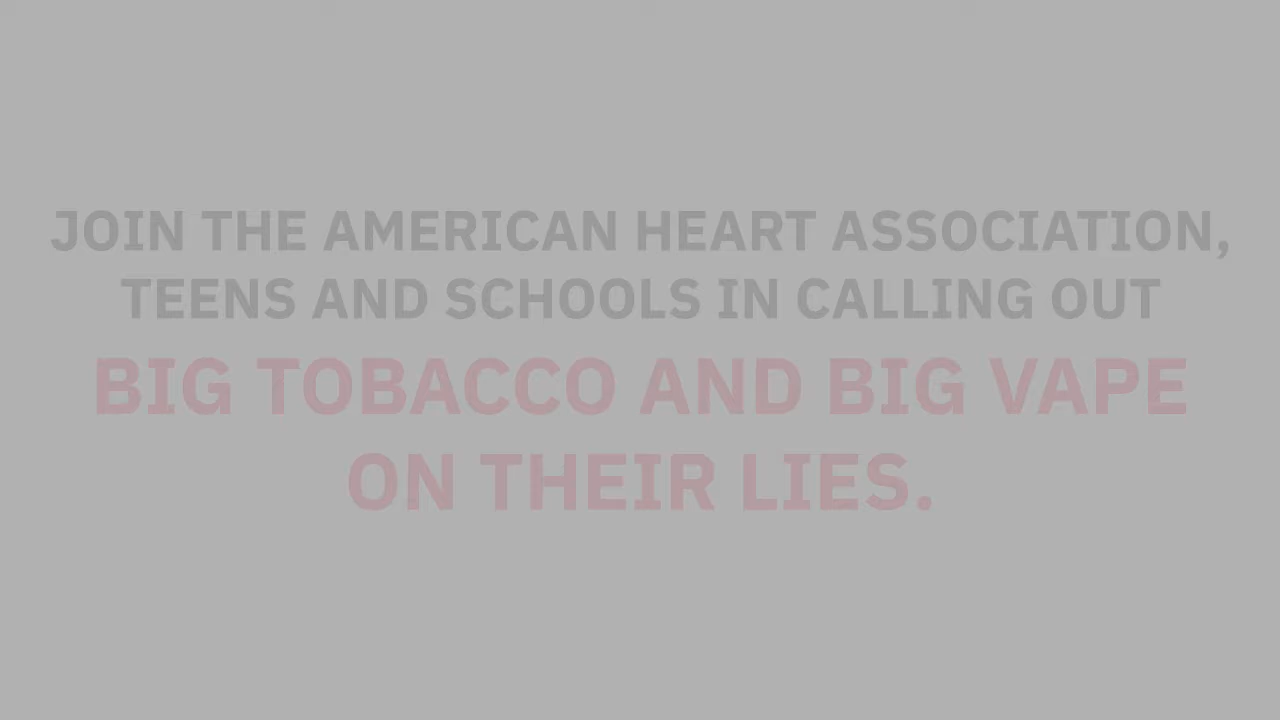 JOIN THE AMERICAN HEART ASSOCIATION,
TEENS AND SCHOOLS IN CALLING OUT
BIG TOBACCO AND BIG VAPE
ON THEIR LIES.